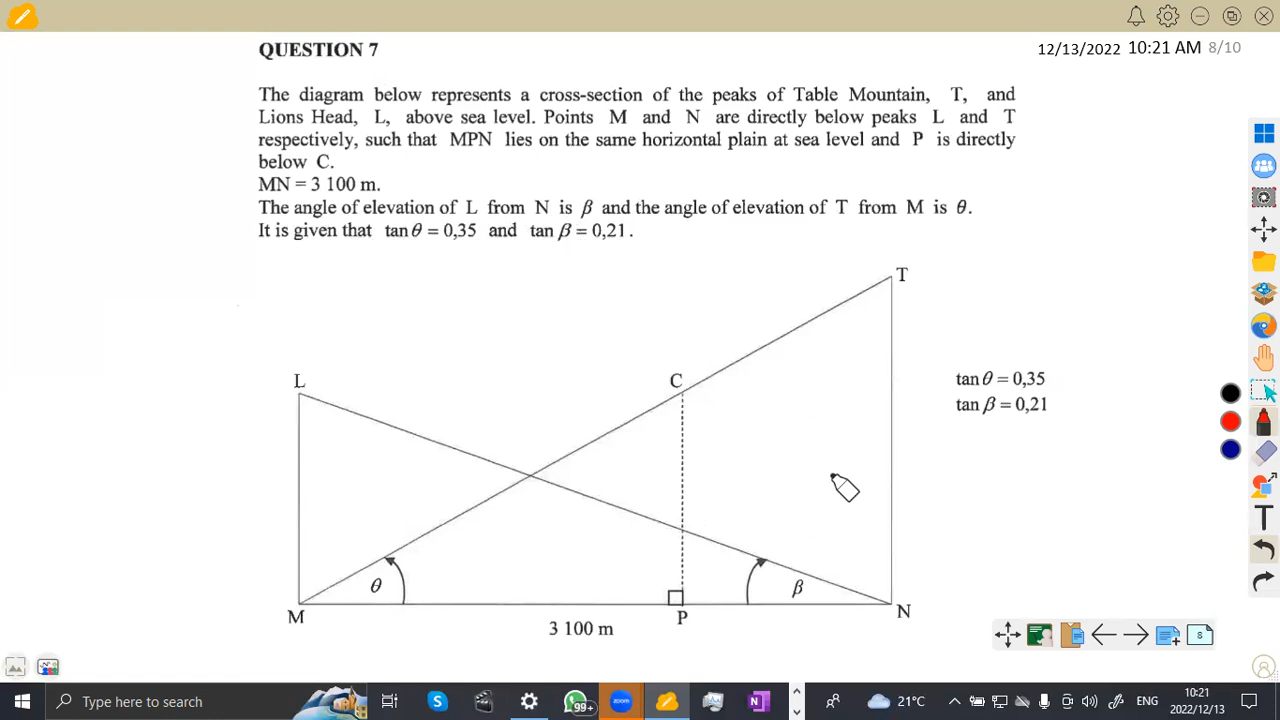 12/13/2022 10:21 AM 8/10
QUESTION 7
The diagram below represents a cross-section of the peaks of Table Mountain, T, and
Lions Head, L, above sea level. Points M and N are directly below peaks L and T
respectively, such that MPN lies on the same horizontal plain at sea level and P is directly
below C.
MN = 3 100 m.
The angle of elevation of L from N is β and the angle of elevation of T from M is θ.
It is given that tan θ = 0,35 and tan β = 0,21.
T
L
C
tan θ = 0,35
tan β = 0,21
θ
β
M
P
N
3 100 m
T
S
Type here to search
S
zoom
99+
N
21°C
ENG
10:21
2022/12/13